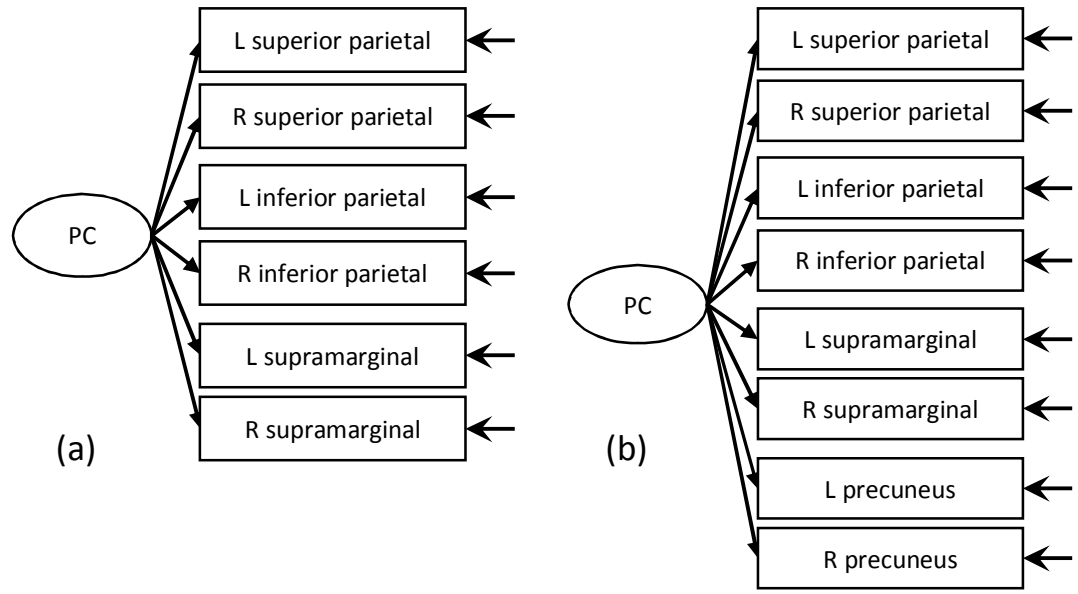 L superior parietal
R superior parietal
L inferior parietal
PC
R inferior parietal
L supramarginal
R supramarginal
(a)
L superior parietal
R superior parietal
L inferior parietal
R inferior parietal
PC
L supramarginal
R supramarginal
(b)
L precuneus
R precuneus